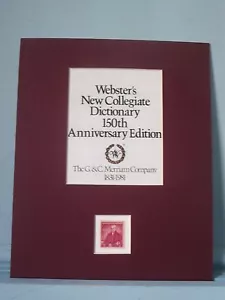 Webster's
New Collegiate
Dictionary
150th
Anniversary Edition
The G.&C. Merriam Company
1831·1981